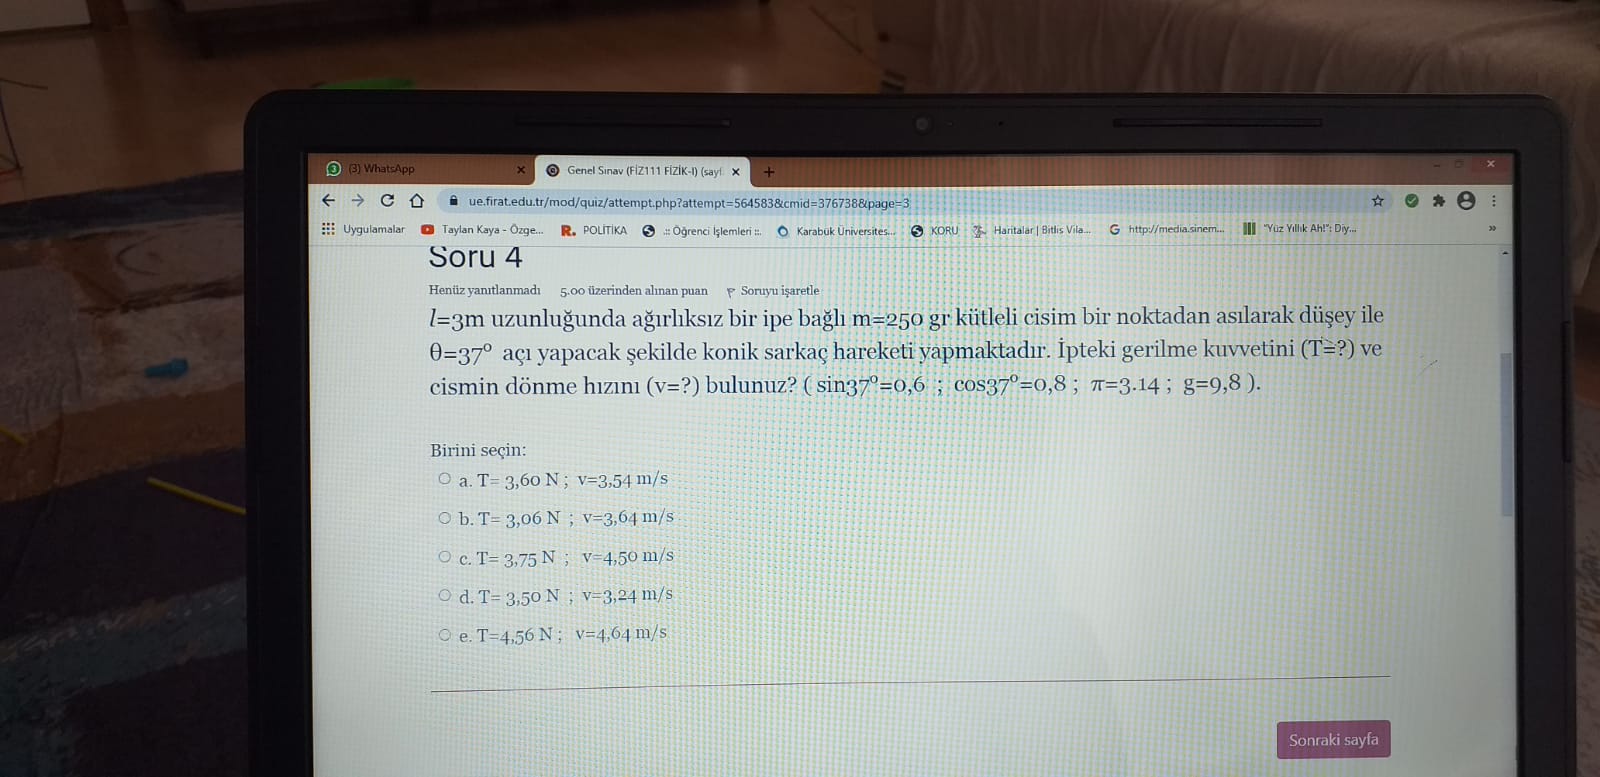 (3) WhatsApp
Genel Sınav (FİZ111 FİZİK-I) (sayf
ue.firat.edu.tr/mod/quiz/attempt.php?attempt=564583&cmid=376738&page=3
Uygulamalar Taylan Kaya - Özge... R. POLİTİKA .:: Öğrenci İşlemleri ::. Karabük Üniversites... KORU Haritalar | Bitlis Vila... G http://media.sinem... "Yüz Yıllık Ah!": Diy... »
Soru 4
Henüz yanıtlanmadı 5.00 üzerinden alınan puan Soruyu işaretle
l=3m uzunluğunda ağırlıksız bir ipe bağlı m=250 gr kütleli cisim bir noktadan asılarak düşey ile
θ=37° açı yapacak şekilde konik sarkaç hareketi yapmaktadır. İpteki gerilme kuvvetini (T=?) ve
cismin dönme hızını (v=?) bulunuz? ( sin37°=0,6 ; cos37°=0,8 ; π=3.14 ; g=9,8 ).
Birini seçin:
a. T= 3,60 N ; v=3,54 m/s
b. T= 3,06 N ; v=3,64 m/s
c. T= 3,75 N ; v=4,50 m/s
d. T= 3,50 N ; v=3,24 m/s
e. T=4,56 N ; v=4,64 m/s
Sonraki sayfa